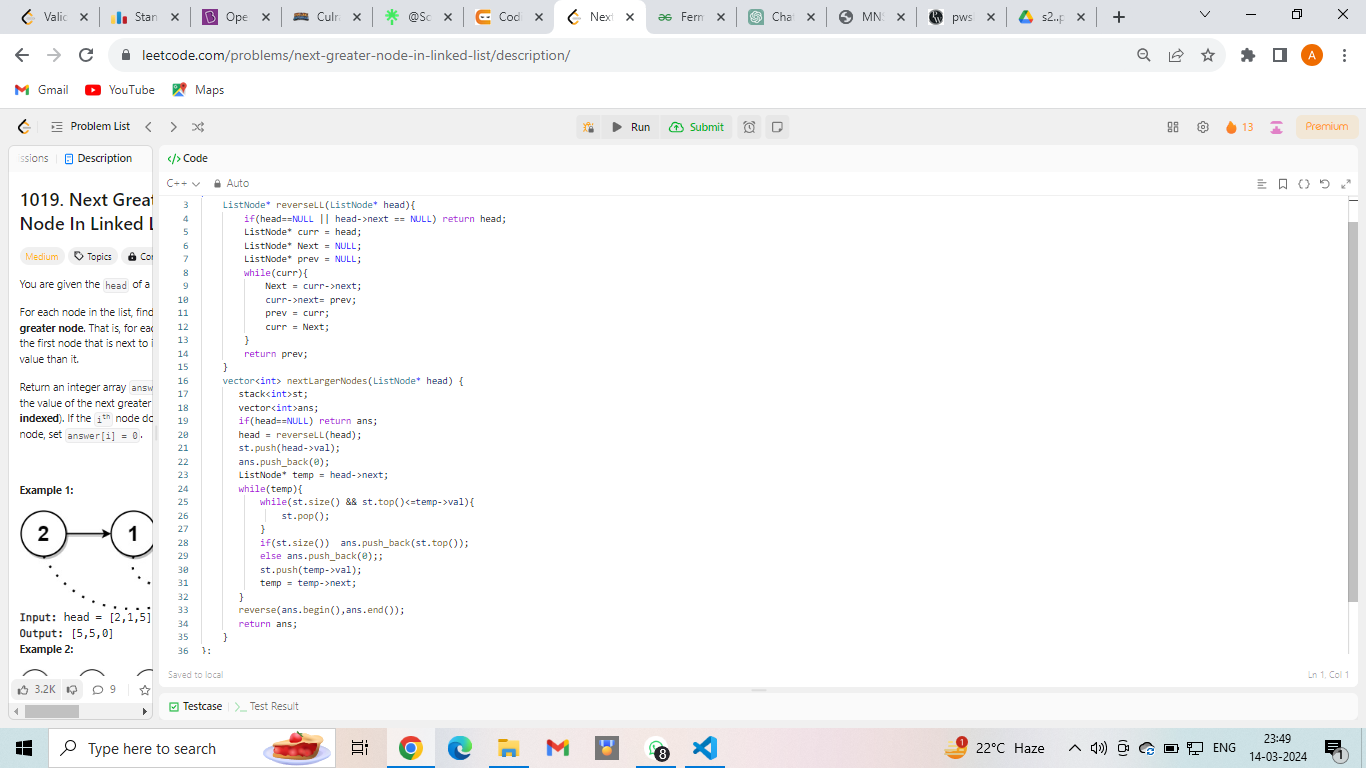 Valic
Stan
Ope
Culn
@Sc
Codi
Nex
Ferm
Chat
MN
pws
s2..p
leetcode.com/problems/next-greater-node-in-linked-list/description/
A
Gmail
YouTube
Maps
Problem List
Run
Submit
13
Premium
ssions
Description
</> Code
C++
Auto
1019. Next Great
Node In Linked L
Medium
Topics
Con
You are given the head of a
For each node in the list, find
greater node. That is, for eac
the first node that is next to i
value than it.
Return an integer array answ
the value of the next greater
indexed). If the ith node do
node, set answer[i] = 0.
Example 1:
2
1
Input: head = [2,1,5]
Output: [5,5,0]
Example 2:
3.2K
9
3 ListNode* reverseLL(ListNode* head){
4 if(head==NULL || head->next == NULL) return head;
5 ListNode* curr = head;
6 ListNode* Next = NULL;
7 ListNode* prev = NULL;
8 while(curr){
9 Next = curr->next;
10 curr->next= prev;
11 prev = curr;
12 curr = Next;
13 }
14 return prev;
15 }
16 vector<int> nextLargerNodes(ListNode* head) {
17 stack<int>st;
18 vector<int>ans;
19 if(head==NULL) return ans;
20 head = reverseLL(head);
21 st.push(head->val);
22 ans.push_back(0);
23 ListNode* temp = head->next;
24 while(temp){
25 while(st.size() && st.top()<=temp->val){
26 st.pop();
27 }
28 if(st.size()) ans.push_back(st.top());
29 else ans.push_back(0);;
30 st.push(temp->val);
31 temp = temp->next;
32 }
33 reverse(ans.begin(),ans.end());
34 return ans;
35 }
36 };
Saved to local
Ln 1, Col 1
Testcase
Test Result
Type here to search
8
1
22°C Haze
ENG
23:49
14-03-2024
1